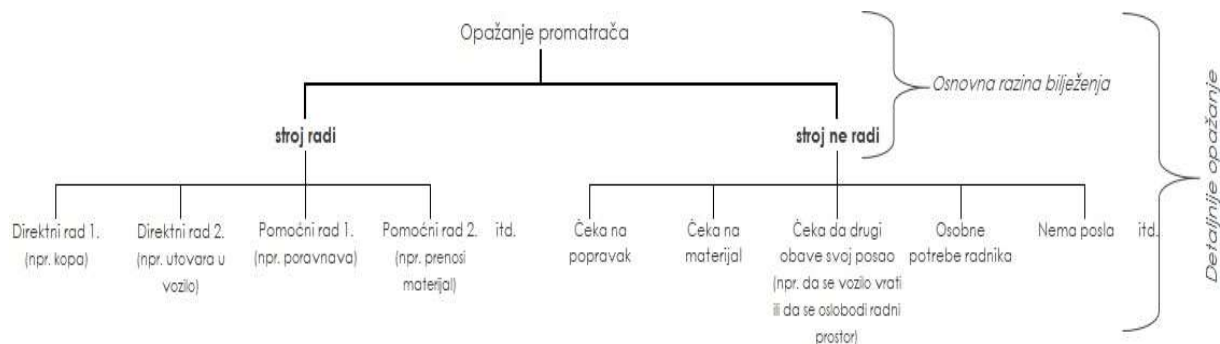 Opažanje promatrača
Osnovna razina bilježenja
stroj radi
stroj ne radi
Direktni rad 1.
(npr. kopa)
Direktni rad 2.
(npr. utovara u
vozilo)
Pomoćni rad 1.
(npr. poravnava)
Pomoćni rad 2.
(npr. prenosi
materijal)
itd.
Čeka na
popravak
Čeka na
materijal
Čeka da drugi
obave svoj posao
(npr. da se vozilo vrati
ili da se oslobodi radni
prostor)
Osobne
potrebe radnika
Nema posla
itd.
Detaljnije opažanje